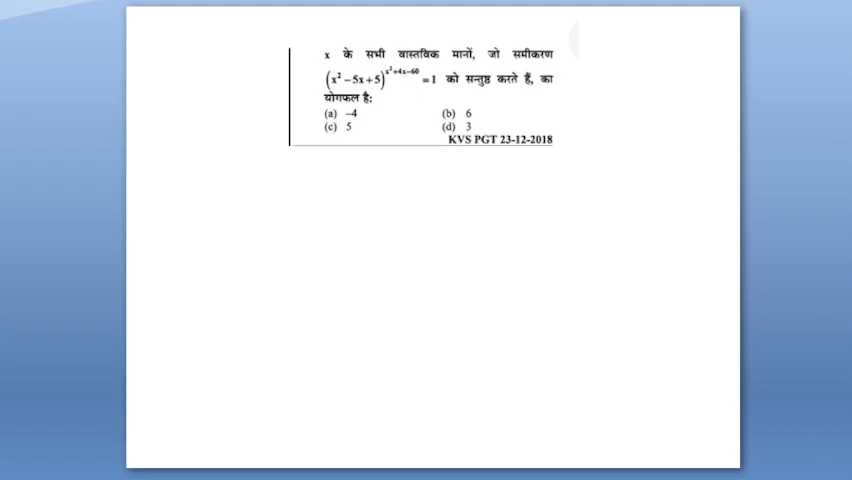 x के सभी वास्तविक मानों, जो समीकरण
(x² – 5x + 5)^(x²+4x–60) = 1 को सन्तुष्ठ करते हैं, का
योगफल है:
(a) –4 (b) 6
(c) 5 (d) 3
KVS PGT 23-12-2018